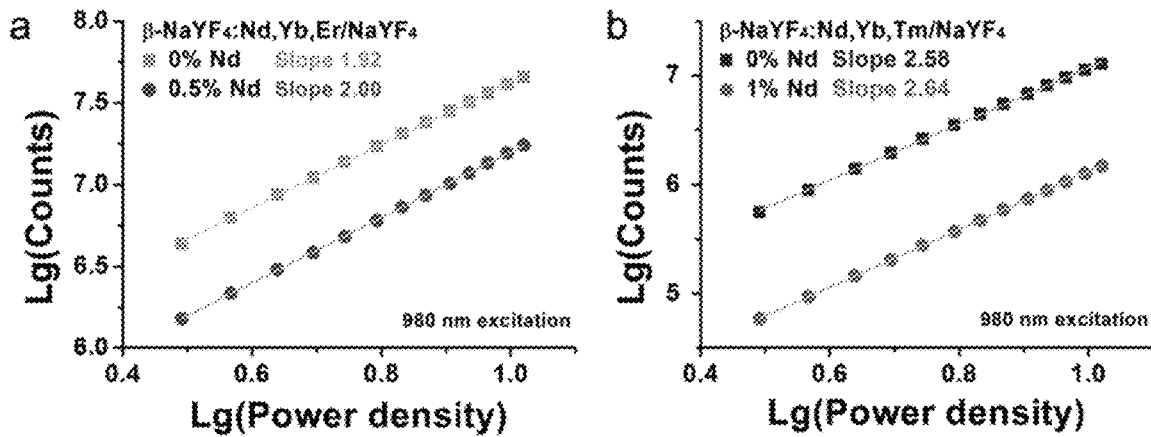 a
β-NaYF₄:Nd,Yb,Er/NaYF₄
0% Nd Slope 1.92
0.5% Nd Slope 2.00
980 nm excitation
Lg(Counts)
8.0
7.5
7.0
6.5
6.0
0.4 0.6 0.8 1.0
Lg(Power density)
b
β-NaYF₄:Nd,Yb,Tm/NaYF₄
0% Nd Slope 2.58
1% Nd Slope 2.64
980 nm excitation
Lg(Counts)
7
6
5
0.4 0.6 0.8 1.0
Lg(Power density)